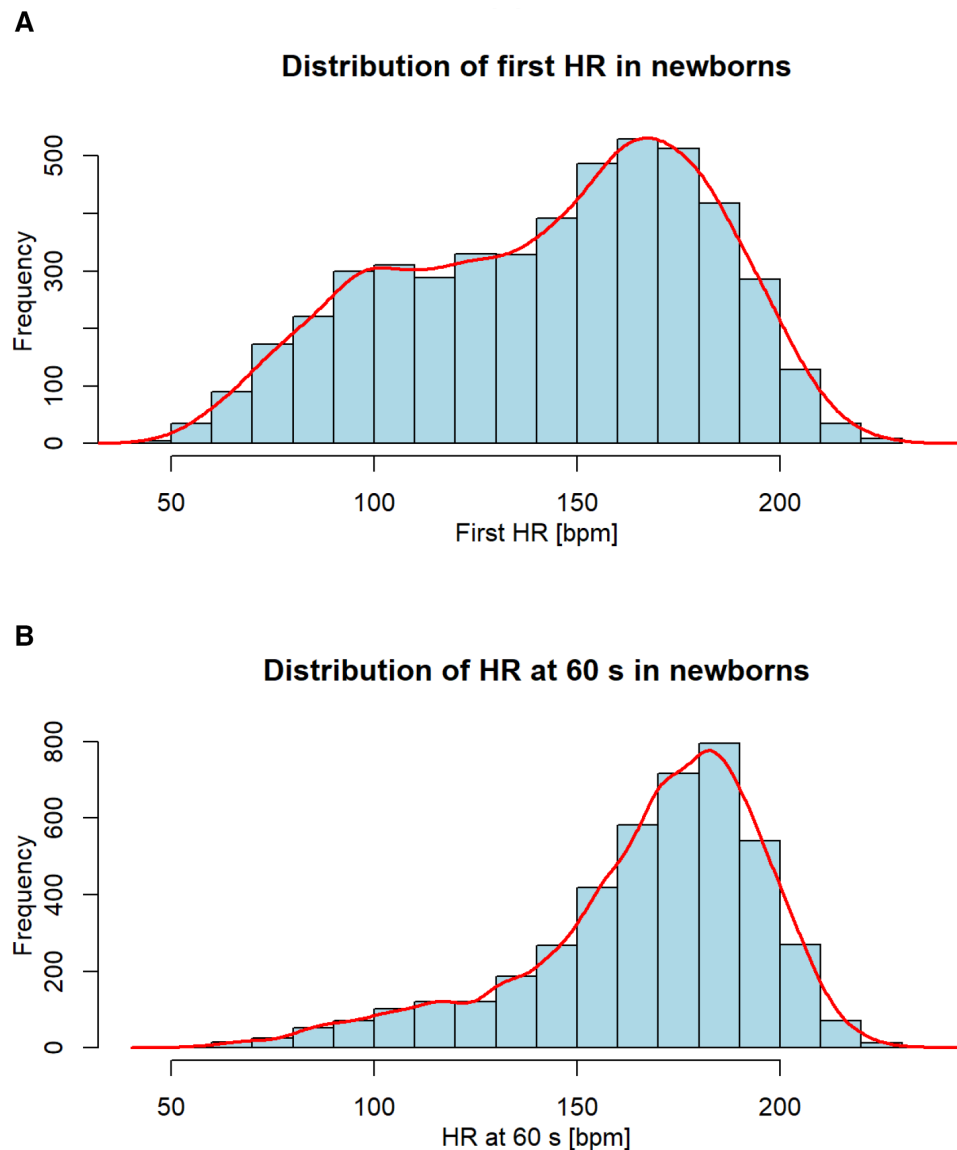 A
Distribution of first HR in newborns
Frequency
0
100
300
500
50 100 150 200
First HR [bpm]
B
Distribution of HR at 60 s in newborns
Frequency
0
200
400
600
800
50 100 150 200
HR at 60 s [bpm]